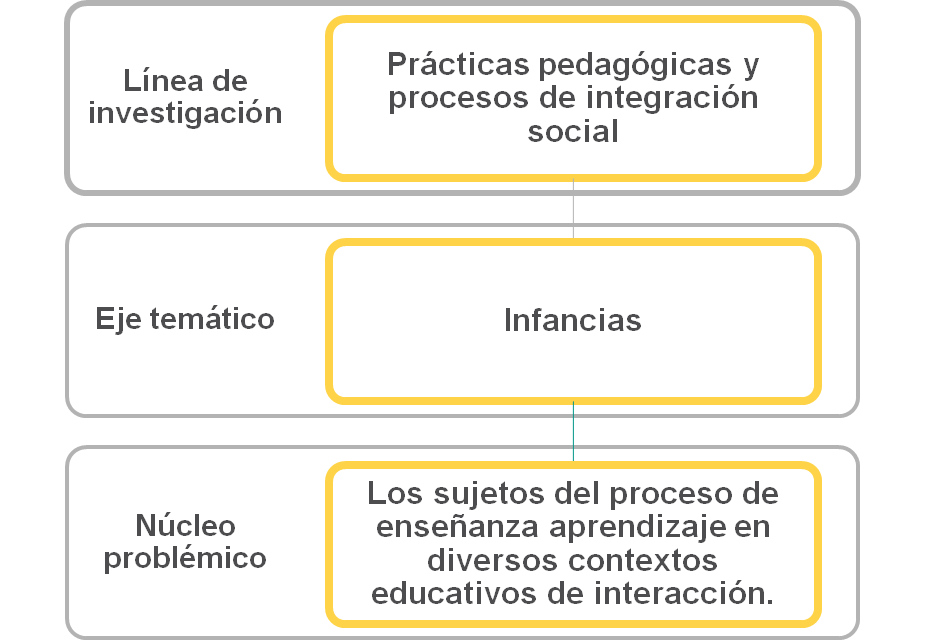 Línea de
investigación
Prácticas pedagógicas y
procesos de integración
social
Eje temático
Infancias
Núcleo
problémico
Los sujetos del proceso de
enseñanza aprendizaje en
diversos contextos
educativos de interacción.